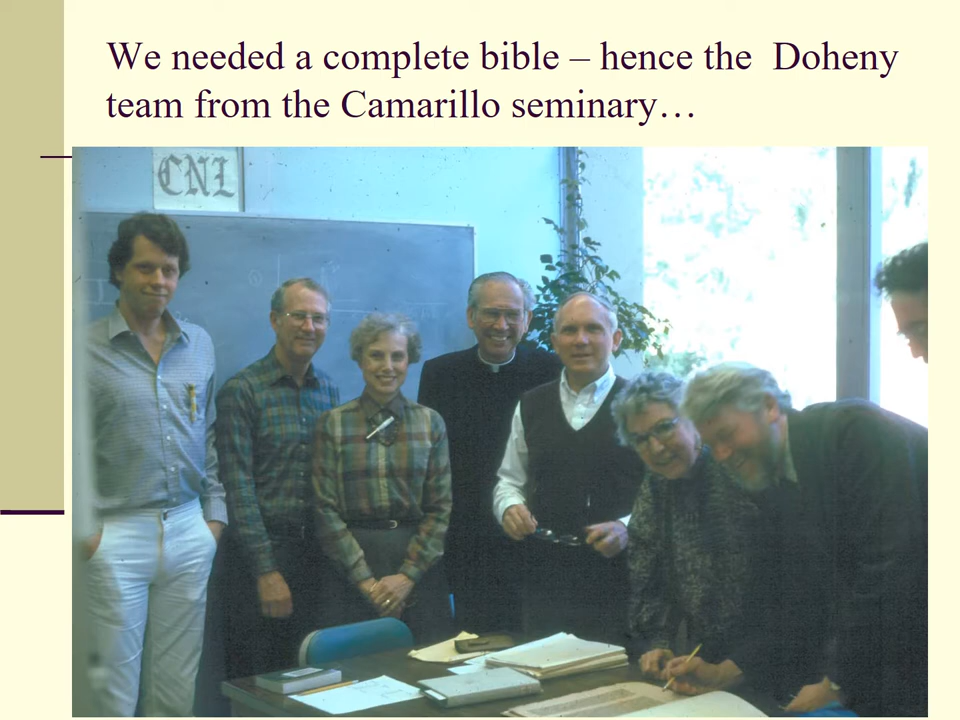 We needed a complete bible – hence the Doheny
team from the Camarillo seminary…
CNL